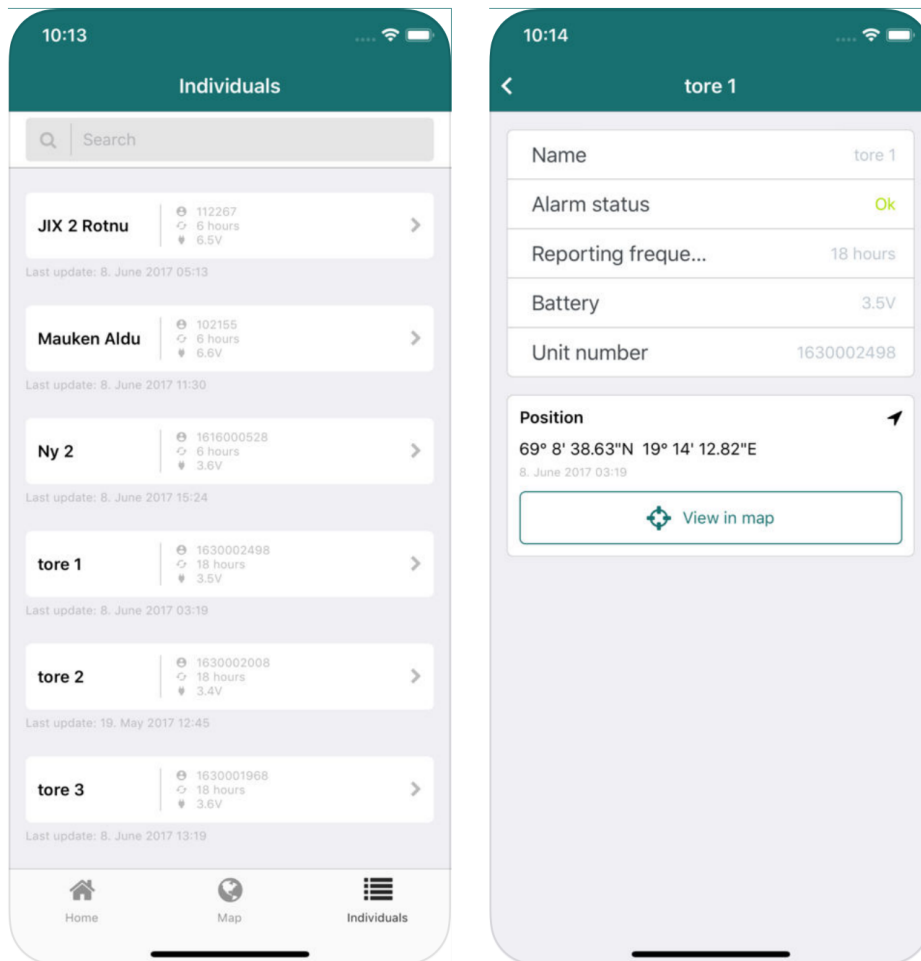 10:13
Individuals
Search
JIX 2 Rotnu
112267
6 hours
6.5V
Last update: 8. June 2017 05:13
Mauken Aldu
102155
6 hours
6.6V
Last update: 8. June 2017 11:30
Ny 2
1616000528
6 hours
3.6V
Last update: 8. June 2017 15:24
tore 1
1630002498
18 hours
3.5V
Last update: 8. June 2017 03:19
tore 2
1630002008
18 hours
3.4V
Last update: 19. May 2017 12:45
tore 3
1630001968
18 hours
3.6V
Last update: 8. June 2017 13:19
Home Map Individuals
10:14
tore 1
Name tore 1
Alarm status Ok
Reporting freque... 18 hours
Battery 3.5V
Unit number 1630002498
Position
69° 8' 38.63"N 19° 14' 12.82"E
8. June 2017 03:19
View in map